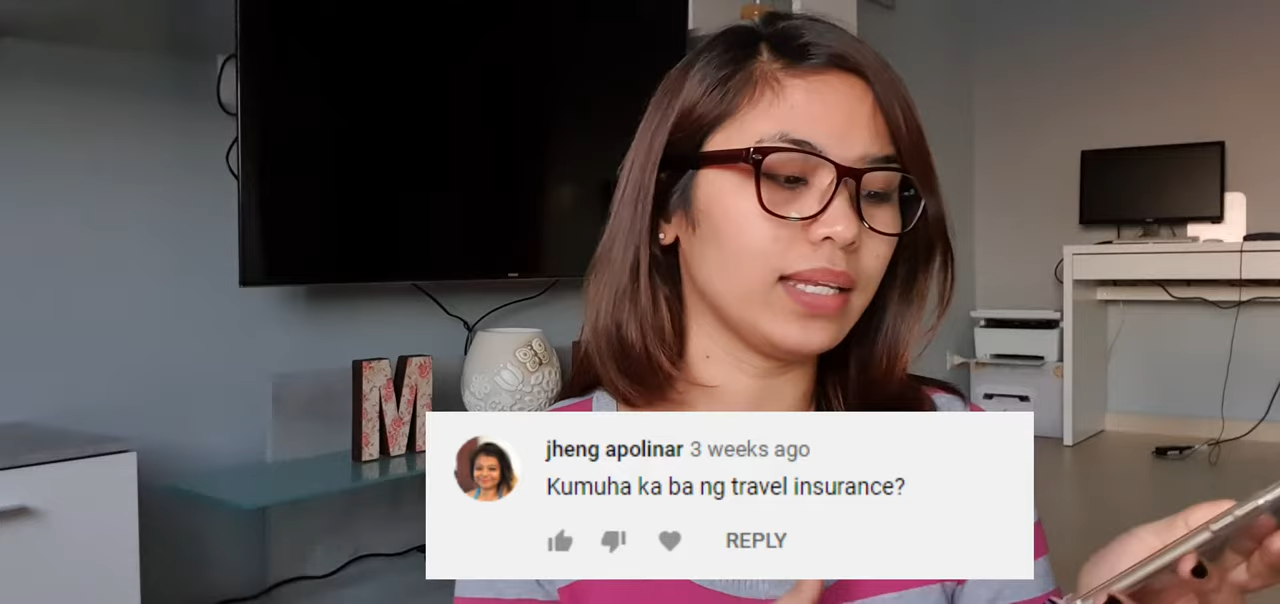 M
jheng apolinar 3 weeks ago
Kumuha ka ba ng travel insurance?
REPLY